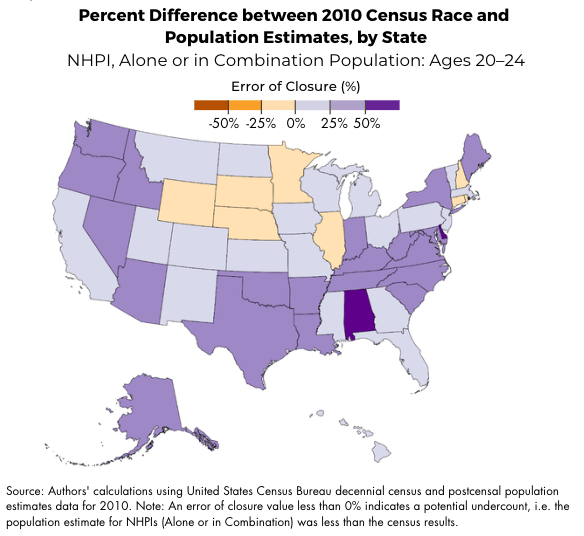 Percent Difference between 2010 Census Race and
Population Estimates, by State
NHPI, Alone or in Combination Population: Ages 20–24
Error of Closure (%)
-50% -25% 0% 25% 50%
Source: Authors' calculations using United States Census Bureau decennial census and postcensal population
estimates data for 2010. Note: An error of closure value less than 0% indicates a potential undercount, i.e. the
population estimate for NHPIs (Alone or in Combination) was less than the census results.